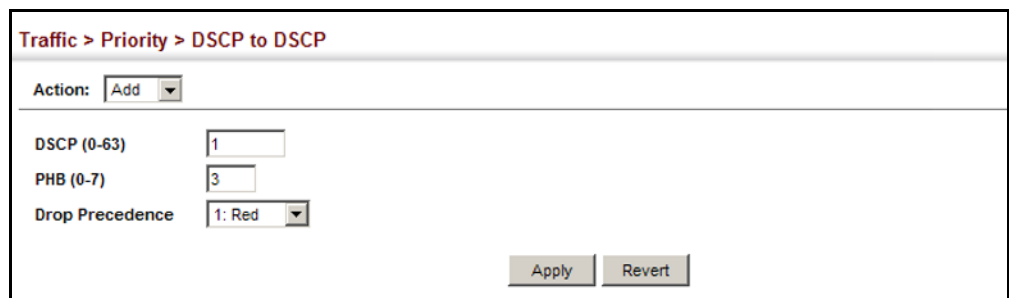 Traffic > Priority > DSCP to DSCP
Action: Add
DSCP (0-63) 1
PHB (0-7) 3
Drop Precedence 1: Red
Apply Revert